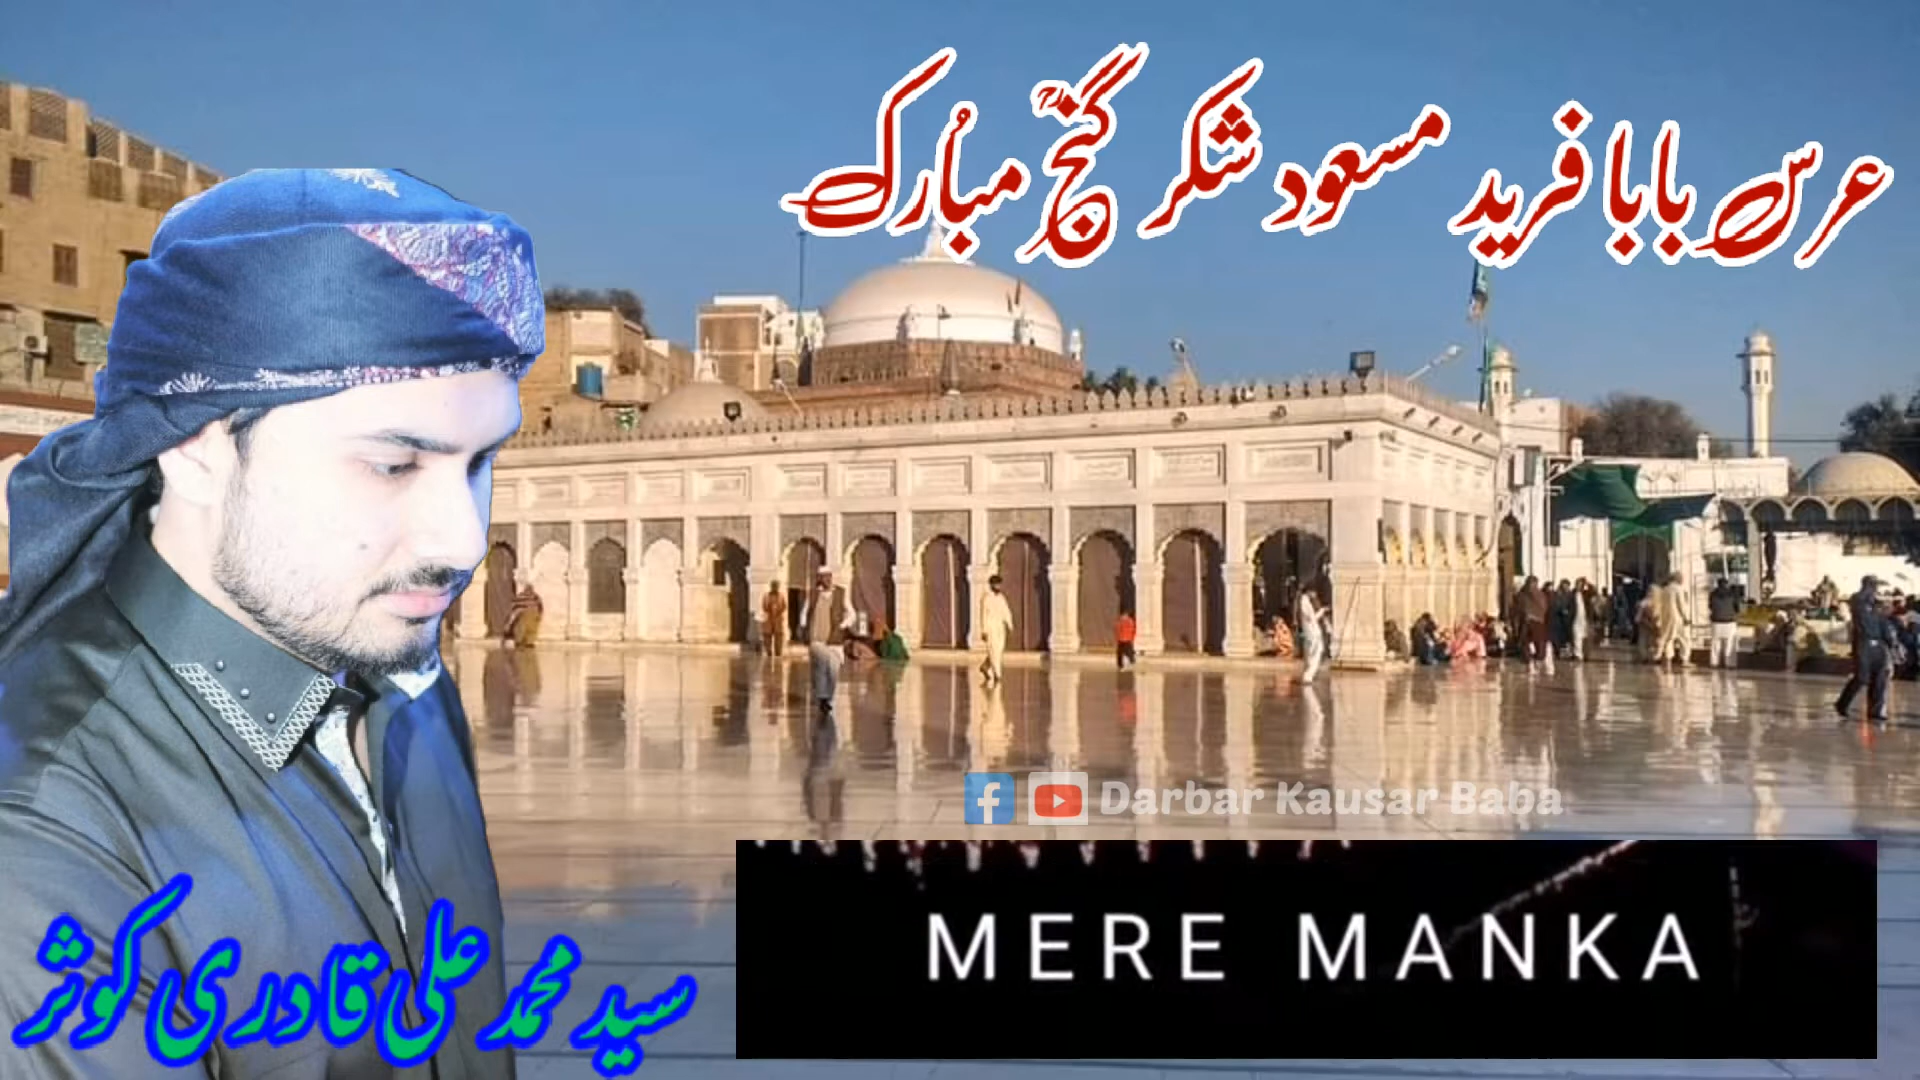 عرس بابا فرید مسعود شکر گنجؒ مبارک
Darbar Kausar Baba
MERE MANKA
سید محمد علی قادری کوثر